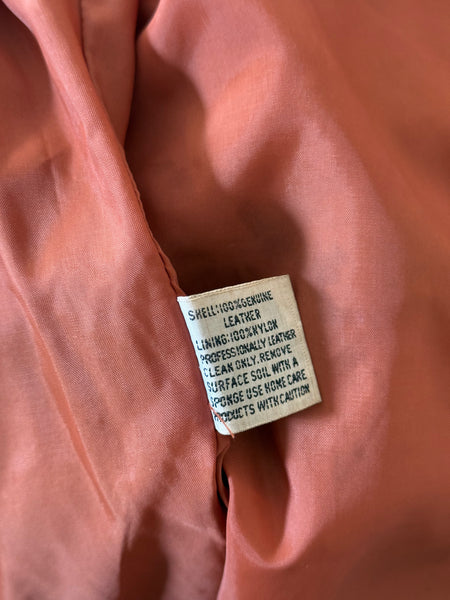 SHELL:100%GENUINE
LEATHER
LINING:100%NYLON
PROFESSIONALLY LEATHER
CLEAN ONLY. REMOVE
SURFACE SOIL WITH A
SPONGE USE HOME CARE
PRODUCTS WITH CAUTION